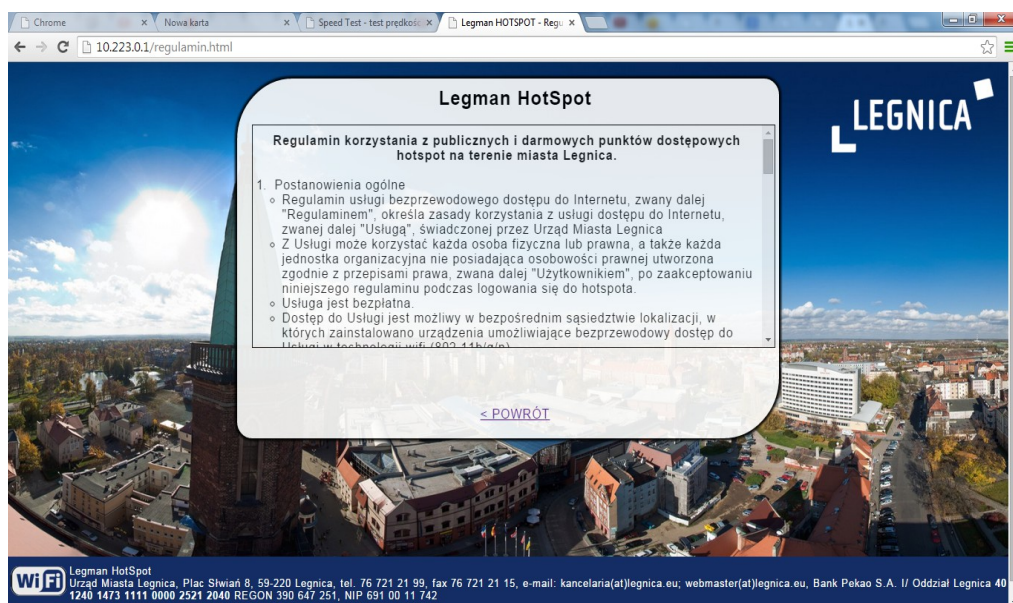 Chrome
Nowa karta
Speed Test - test prędkośc
Legman HOTSPOT - Regu
10.223.0.1/regulamin.html
Legman HotSpot
LEGNICA
Regulamin korzystania z publicznych i darmowych punktów dostępowych
hotspot na terenie miasta Legnica.
1. Postanowienia ogólne
Regulamin usługi bezprzewodowego dostępu do Internetu, zwany dalej
"Regulaminem", określa zasady korzystania z usługi dostępu do Internetu,
zwanej dalej "Usługą", świadczonej przez Urząd Miasta Legnica
Z Usługi może korzystać każda osoba fizyczna lub prawna, a także każda
jednostka organizacyjna nie posiadająca osobowości prawnej utworzona
zgodnie z przepisami prawa, zwana dalej "Użytkownikiem", po zaakceptowaniu
niniejszego regulaminu podczas logowania się do hotspota.
Usługa jest bezpłatna.
Dostęp do Usługi jest możliwy w bezpośrednim sąsiedztwie lokalizacji, w
których zainstalowano urządzenia umożliwiające bezprzewodowy dostęp do
Usługi w technologii wifi (802.11b/g/n)
< POWRÓT
WiFi
Legman HotSpot
Urząd Miasta Legnica, Plac Słwiań 8, 59-220 Legnica, tel. 76 721 21 99, fax 76 721 21 15, e-mail: kancelaria(at)legnica.eu; webmaster(at)legnica.eu, Bank Pekao S.A. I/ Oddział Legnica 40
1240 1473 1111 0000 2521 2040 REGON 390 647 251, NIP 691 00 11 742